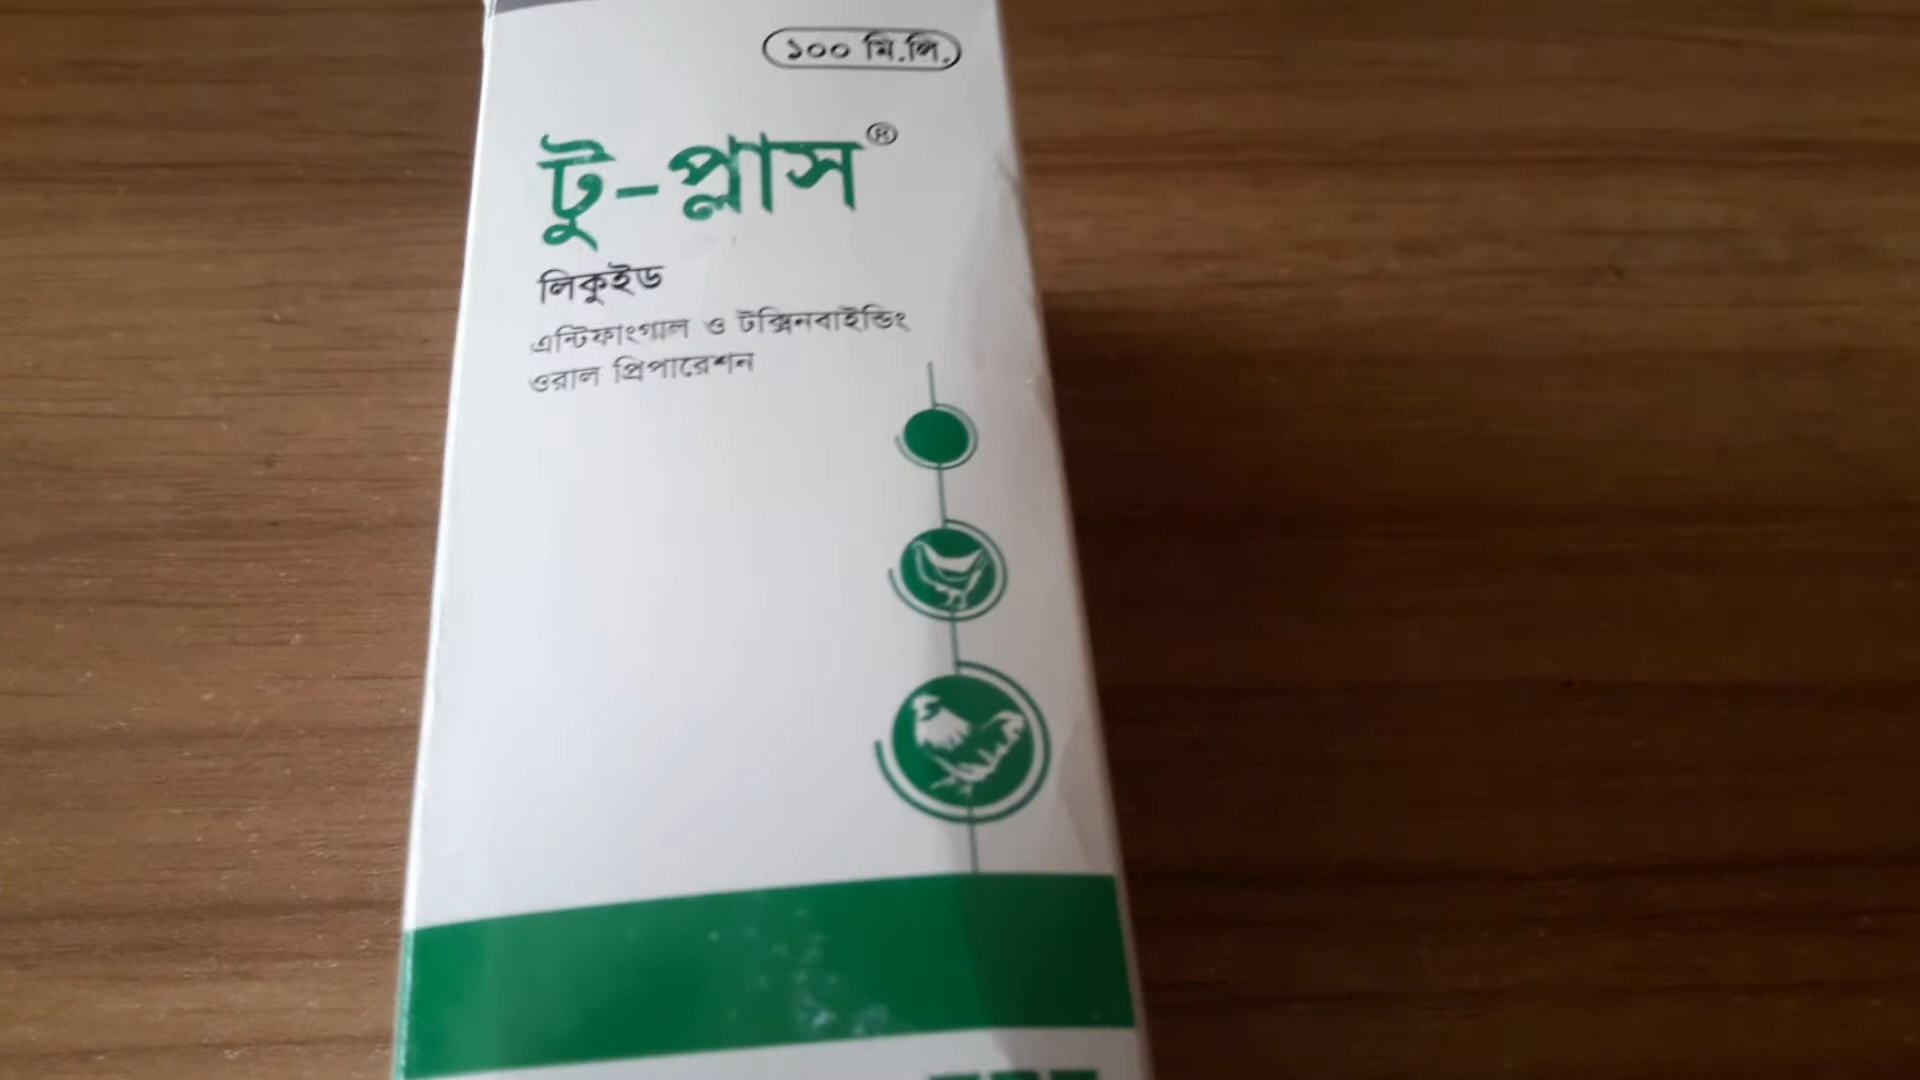 ১০০ মি.লি.
টু-প্লাস®
লিকুইড
এন্টিফাংগাল ও টক্সিনবাইন্ডিং
ওরাল প্রিপারেশন